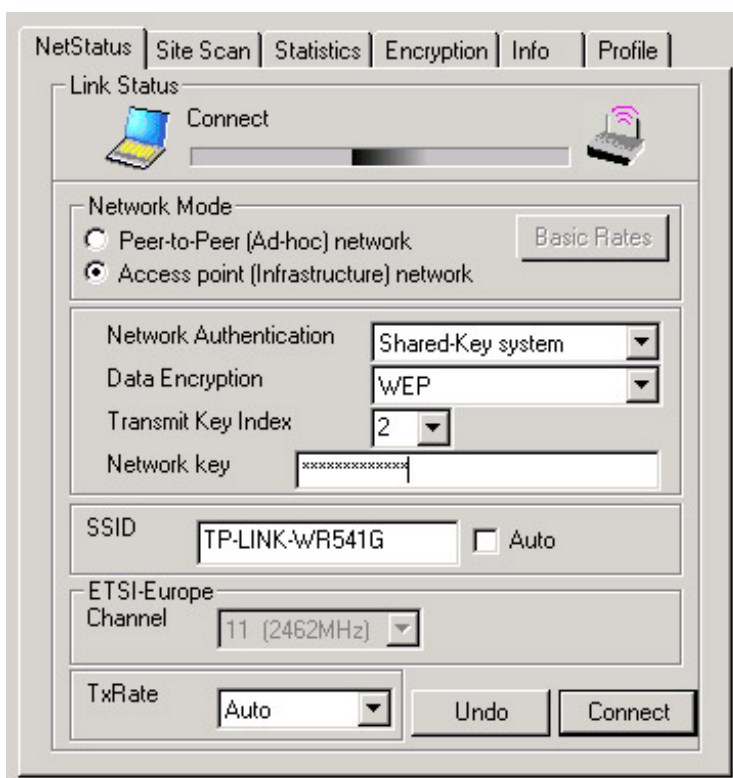 NetStatus Site Scan Statistics Encryption Info Profile
Link Status
Connect
Network Mode
Peer-to-Peer (Ad-hoc) network Basic Rates
Access point (Infrastructure) network
Network Authentication Shared-Key system
Data Encryption WEP
Transmit Key Index 2
Network key *************
SSID TP-LINK-WR541G Auto
ETSI-Europe
Channel 11 (2462MHz)
TxRate Auto Undo Connect